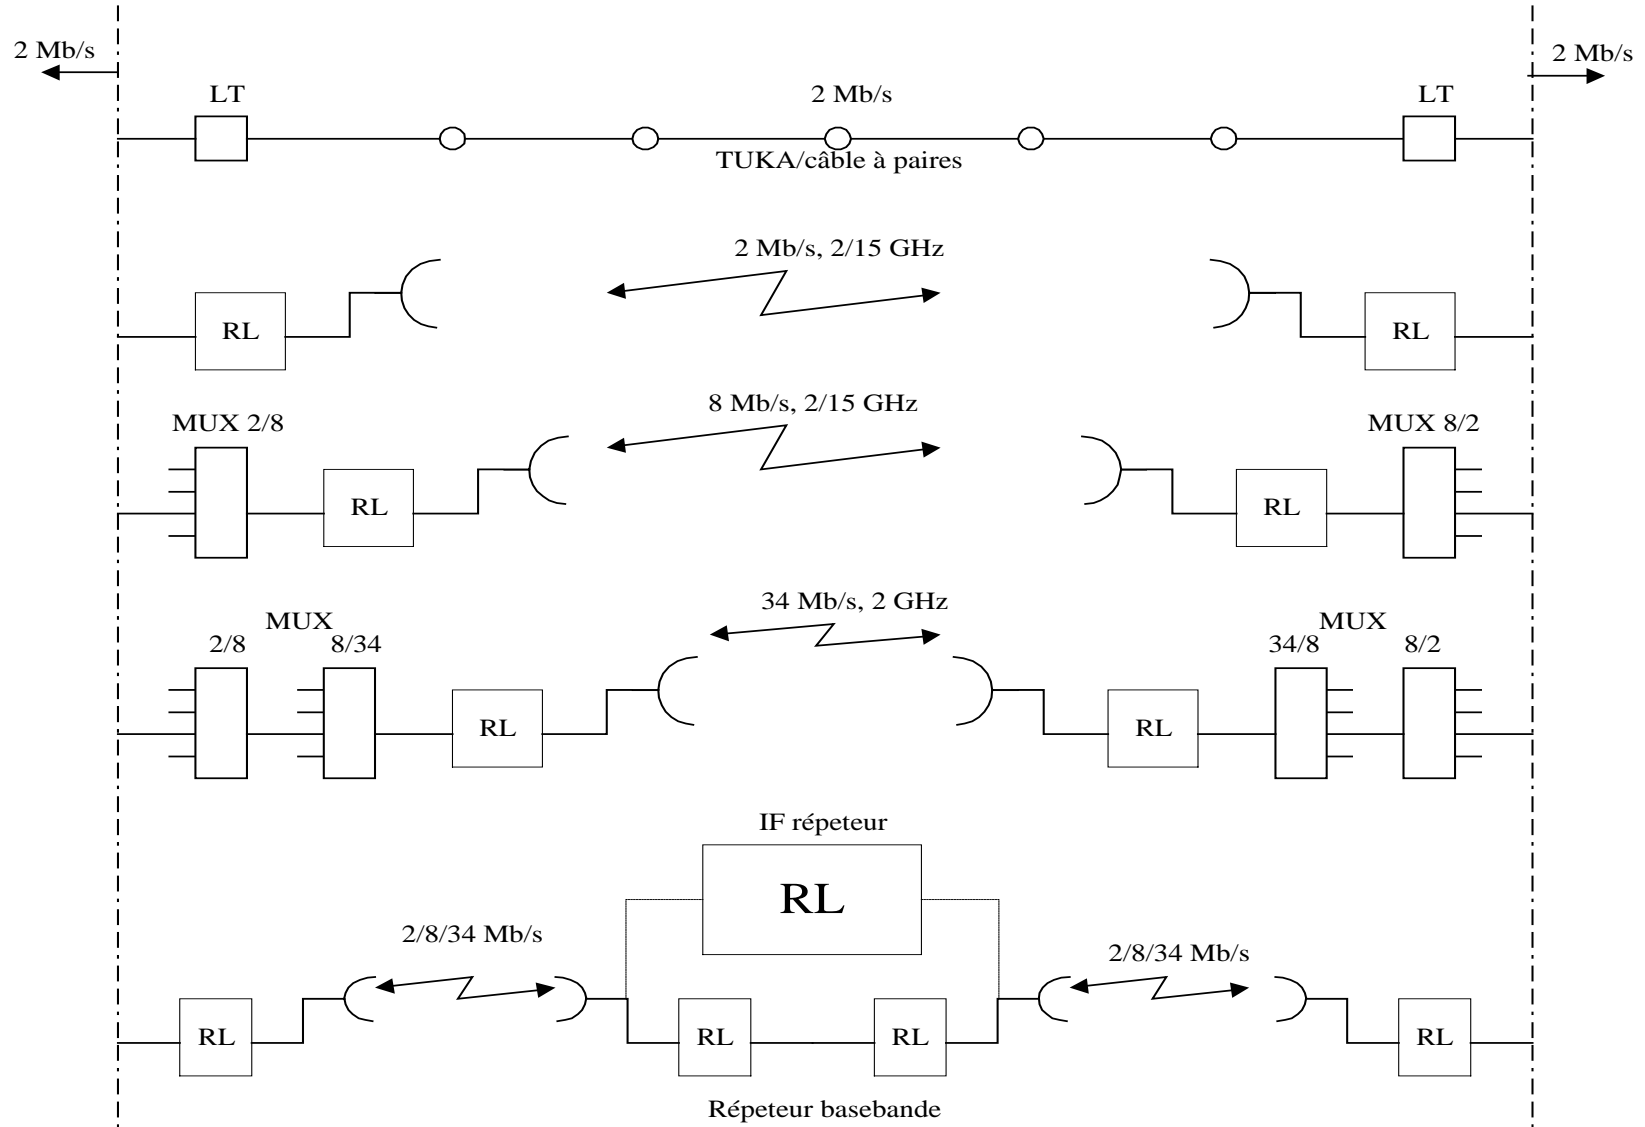 2 Mb/s
2 Mb/s
LT
2 Mb/s
LT
TUKA/câble à paires
2 Mb/s, 2/15 GHz
RL
RL
8 Mb/s, 2/15 GHz
MUX 2/8
MUX 8/2
RL
RL
34 Mb/s, 2 GHz
MUX
MUX
2/8
8/34
34/8
8/2
RL
RL
IF répeteur
RL
2/8/34 Mb/s
2/8/34 Mb/s
RL
RL
RL
RL
Répeteur basebande